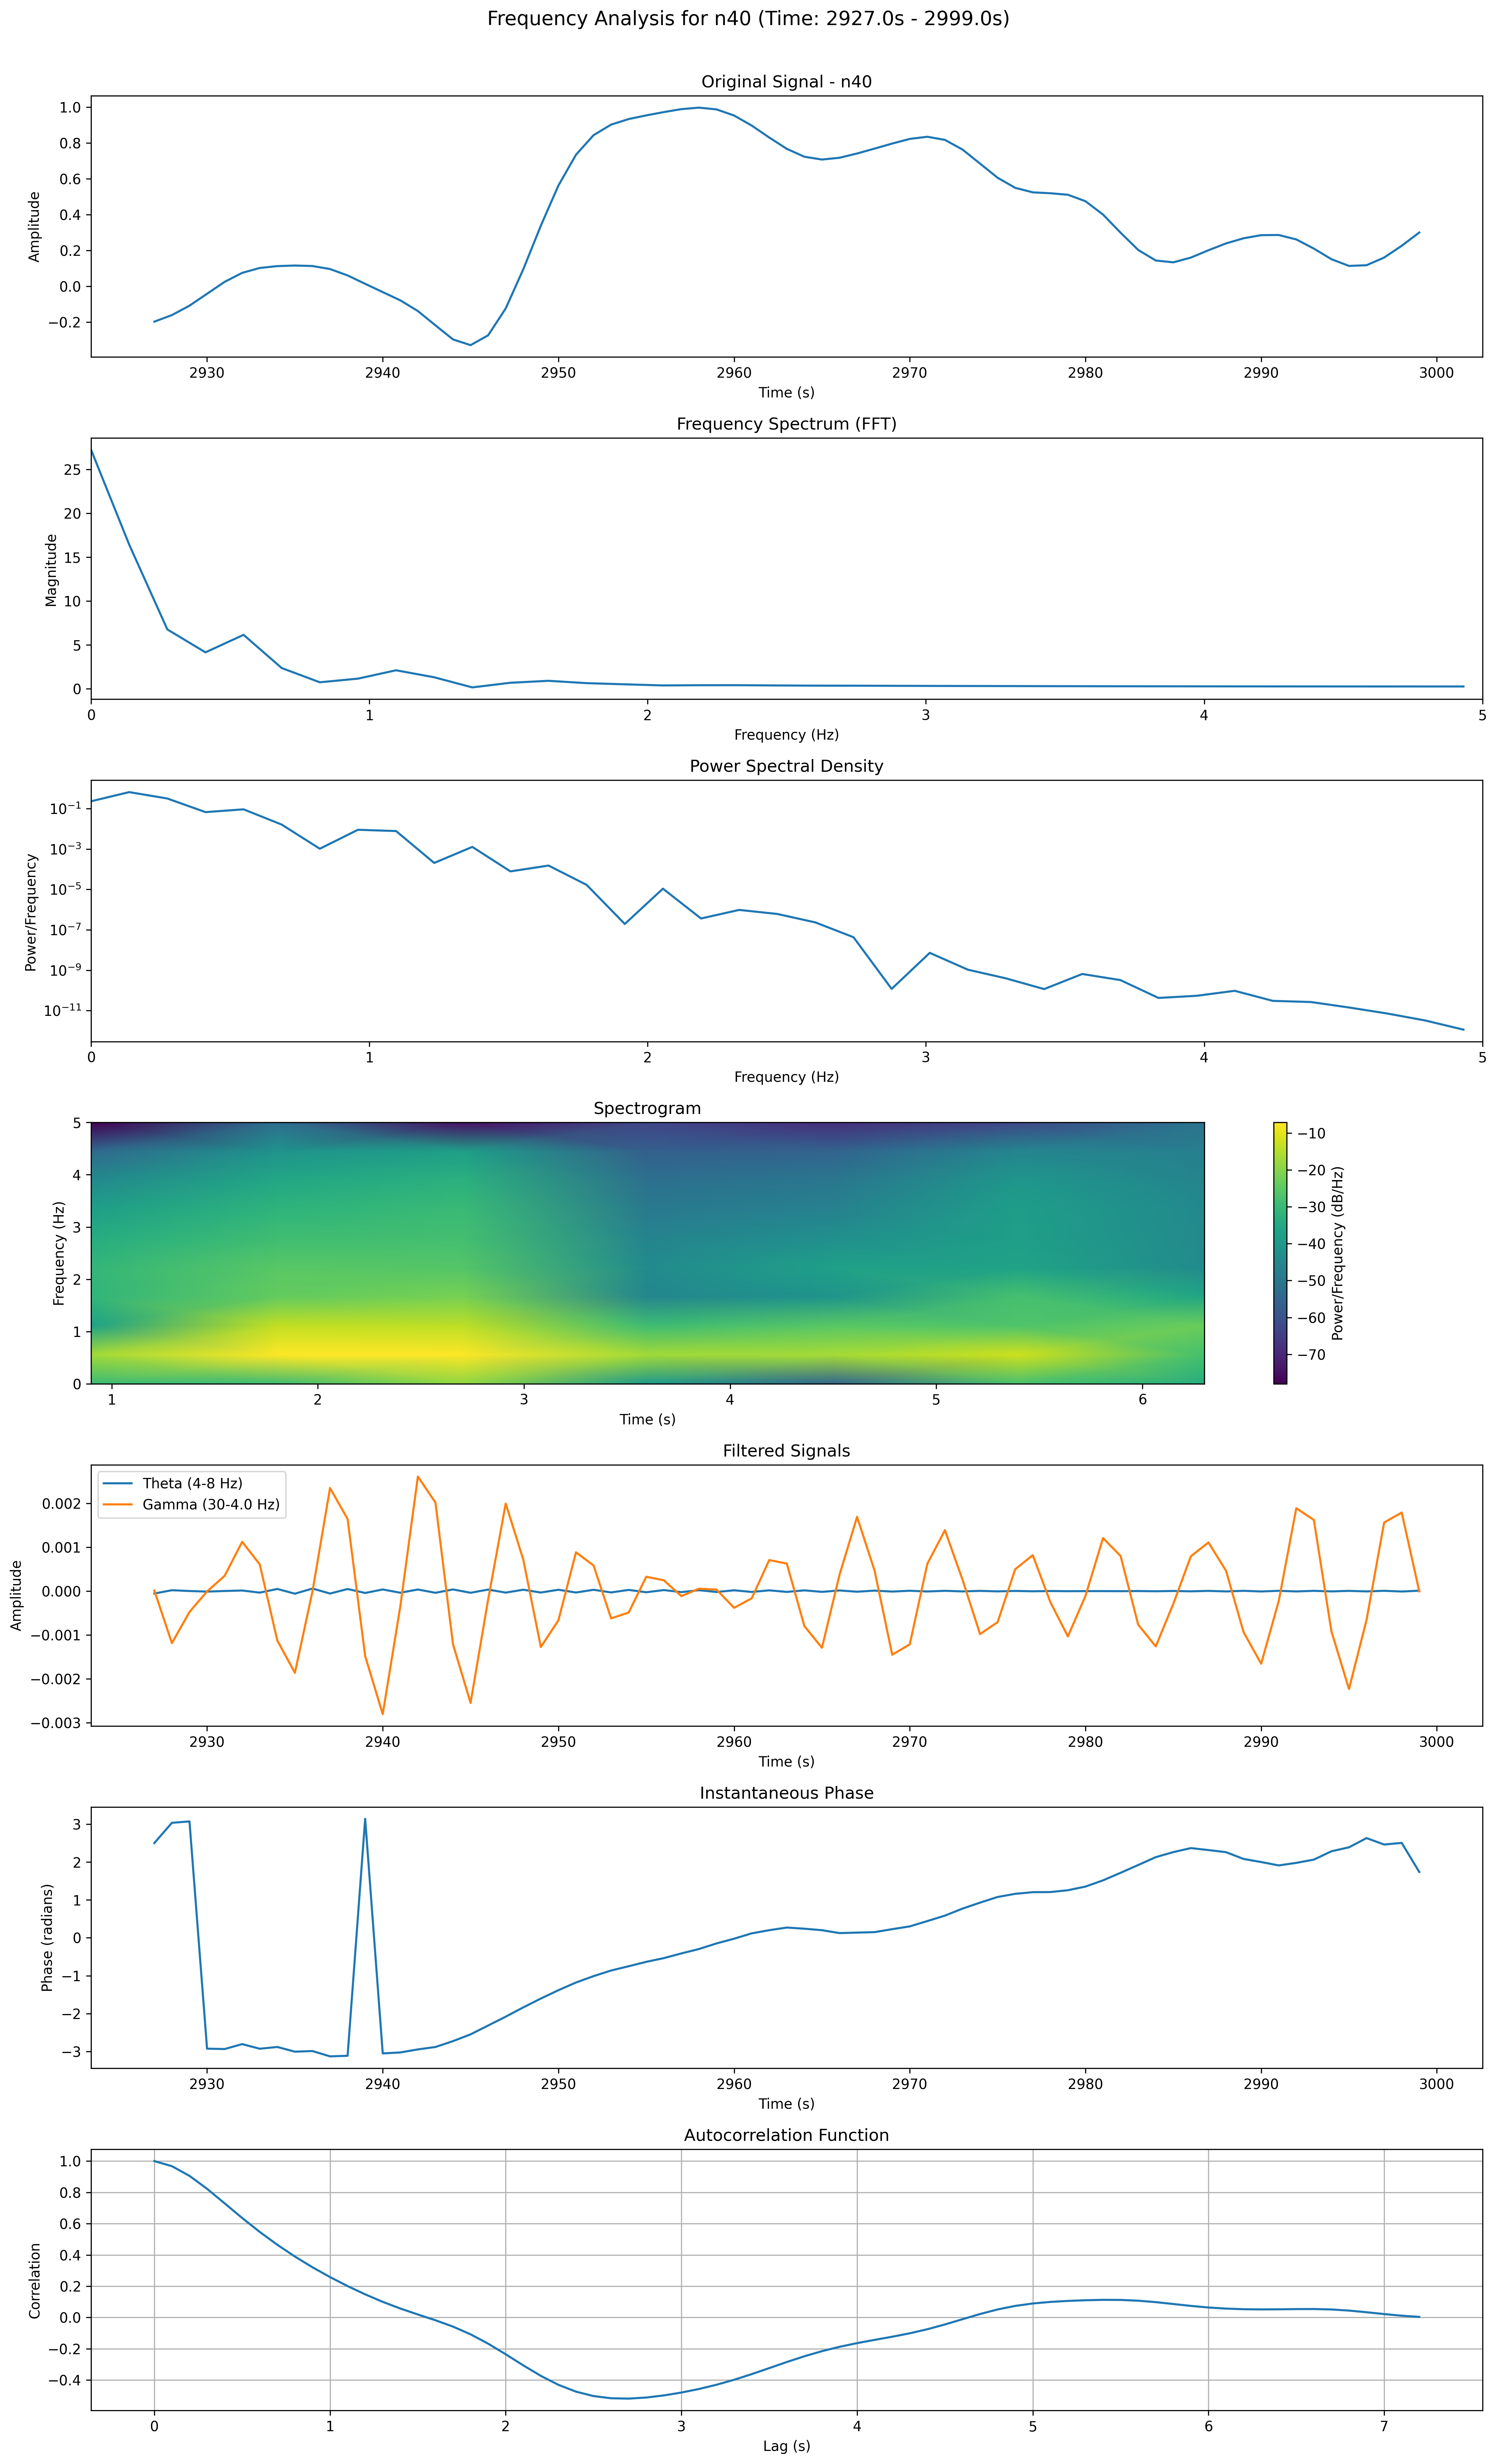 Frequency Analysis for n40 (Time: 2927.0s - 2999.0s)
Original Signal - n40
Amplitude
1.0
0.8
0.6
0.4
0.2
0.0
−0.2
2930 2940 2950 2960 2970 2980 2990 3000
Time (s)
Frequency Spectrum (FFT)
Magnitude
25
20
15
10
5
0
0 1 2 3 4 5
Frequency (Hz)
Power Spectral Density
Power/Frequency
10⁻¹
10⁻³
10⁻⁵
10⁻⁷
10⁻⁹
10⁻¹¹
0 1 2 3 4 5
Frequency (Hz)
Spectrogram
Frequency (Hz)
5
4
3
2
1
0
1 2 3 4 5 6
Time (s)
−10
−20
−30
−40
−50
−60
−70
Power/Frequency (dB/Hz)
Filtered Signals
Theta (4-8 Hz)
Gamma (30-4.0 Hz)
Amplitude
0.002
0.001
0.000
−0.001
−0.002
−0.003
2930 2940 2950 2960 2970 2980 2990 3000
Time (s)
Instantaneous Phase
Phase (radians)
3
2
1
0
−1
−2
−3
2930 2940 2950 2960 2970 2980 2990 3000
Time (s)
Autocorrelation Function
Correlation
1.0
0.8
0.6
0.4
0.2
0.0
−0.2
−0.4
0 1 2 3 4 5 6 7
Lag (s)